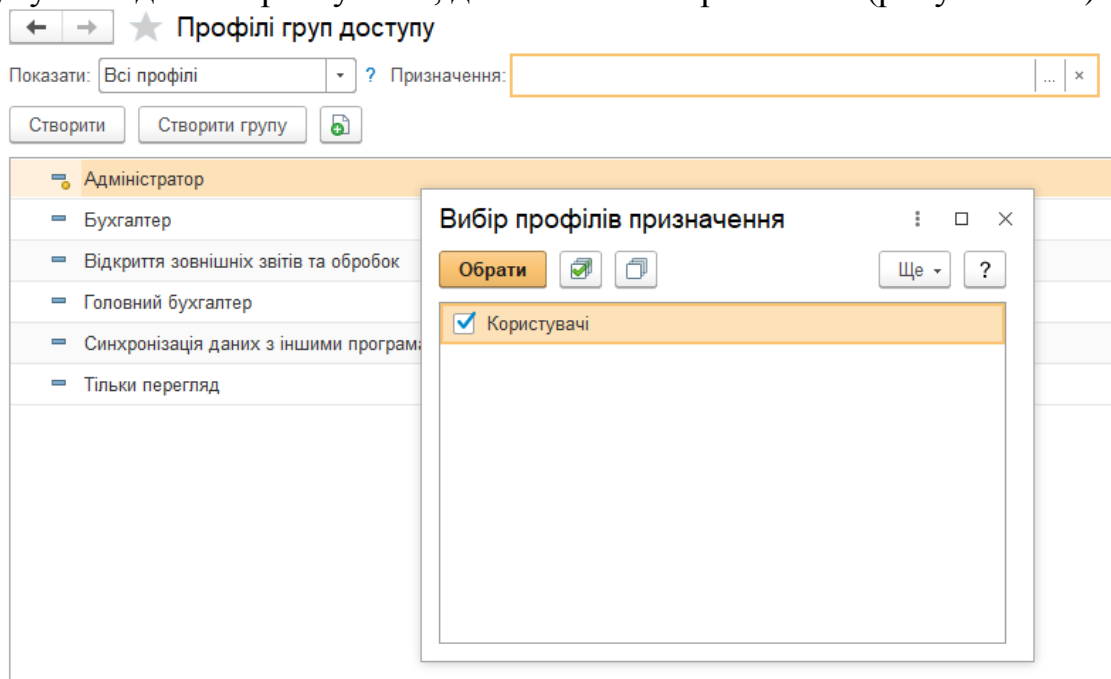 Профілі груп доступу
Показати: Всі профілі ? Призначення: ... ×
Створити Створити групу
Адміністратор
Бухгалтер
Відкриття зовнішніх звітів та обробок
Головний бухгалтер
Синхронізація даних з іншими програма
Тільки перегляд
Вибір профілів призначення
Обрати Ще ?
Користувачі